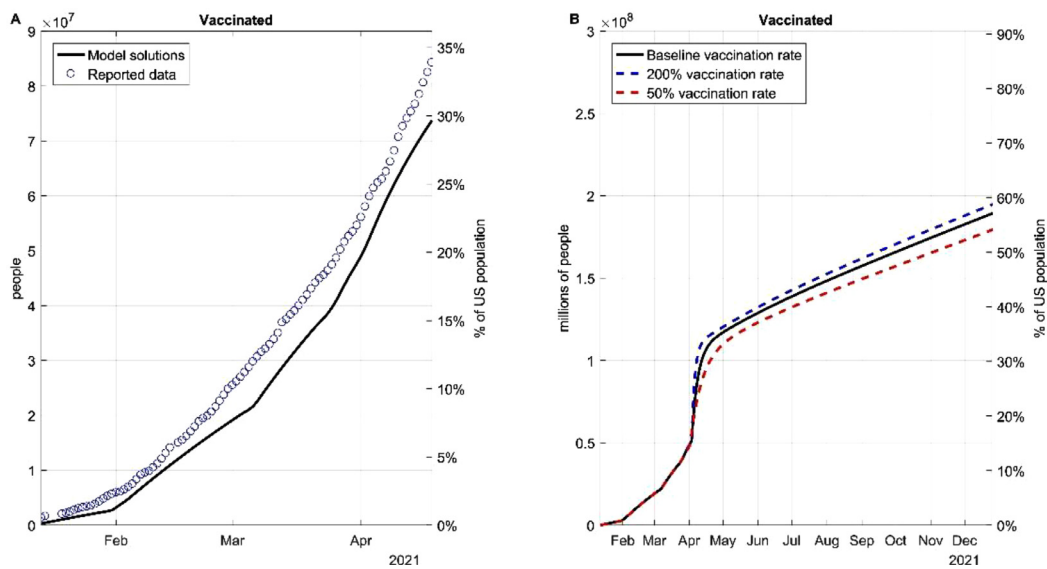 A
×10⁷
Vaccinated
Model solutions
Reported data
9
8
7
6
5
4
3
2
1
0
people
35%
30%
25%
20%
15%
10%
5%
0%
% of US population
Feb
Mar
Apr
2021
B
×10⁸
Vaccinated
Baseline vaccination rate
200% vaccination rate
50% vaccination rate
3
2.5
2
1.5
1
0.5
0
millions of people
90%
80%
70%
60%
50%
40%
30%
20%
10%
0%
% of US population
Feb Mar Apr May Jun Jul Aug Sep Oct Nov Dec
2021